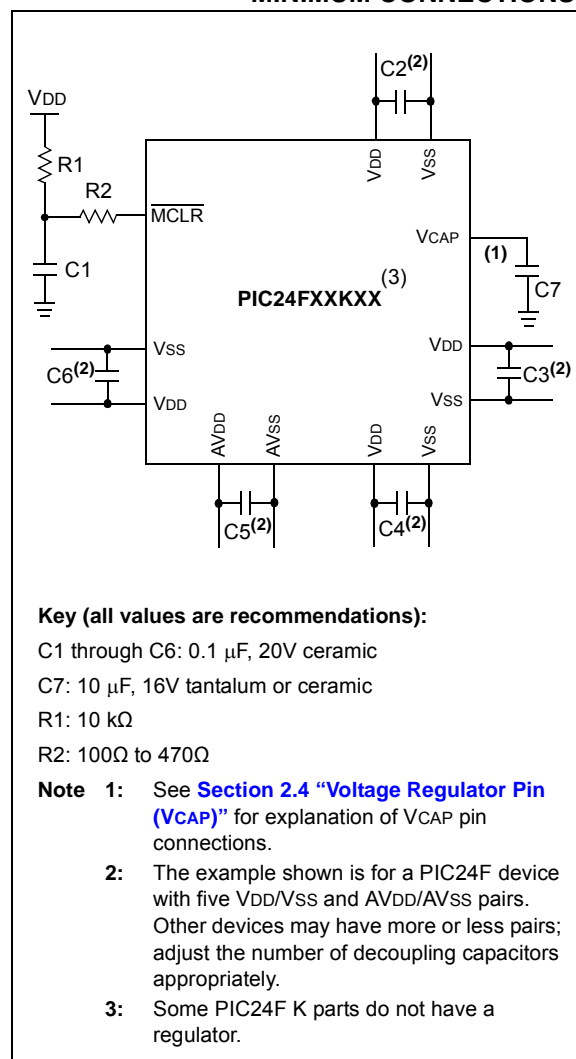 C2(2)
VDD
VDD
VSS
R1
R2
MCLR
VCAP
(1)
C1
C7
PIC24FXXKXX(3)
VSS
VDD
C6(2)
C3(2)
VDD
VSS
AVDD
AVSS
VDD
VSS
C5(2)
C4(2)
Key (all values are recommendations):
C1 through C6: 0.1 μF, 20V ceramic
C7: 10 μF, 16V tantalum or ceramic
R1: 10 kΩ
R2: 100Ω to 470Ω
Note 1: See Section 2.4 “Voltage Regulator Pin
(VCAP)” for explanation of VCAP pin
connections.
2: The example shown is for a PIC24F device
with five VDD/VSS and AVDD/AVSS pairs.
Other devices may have more or less pairs;
adjust the number of decoupling capacitors
appropriately.
3: Some PIC24F K parts do not have a
regulator.